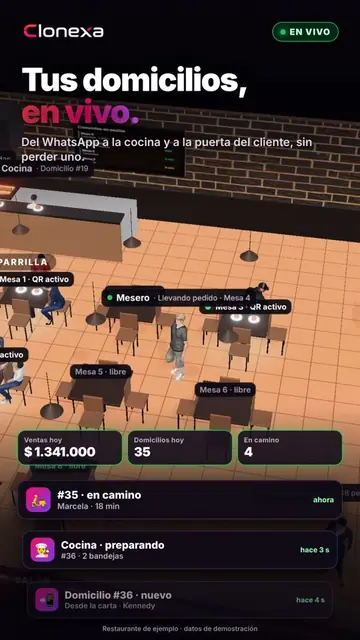 Clonexa
EN VIVO
Tus domicilios,
en vivo.
Del WhatsApp a la cocina y a la puerta del cliente, sin
perder uno.
Cocina · Domicilio #19
PARRILLA
Mesa 1 · QR activo
Mesero · Llevando pedido · Mesa 4
Mesa 3 · QR activo
activo
Mesa 5 · libre
Mesa 6 · libre
Ventas hoy
$ 1.341.000
Domicilios hoy
35
En camino
4
#35 · en camino
Marcela · 18 min
ahora
Cocina · preparando
#36 · 2 bandejas
hace 3 s
Domicilio #36 · nuevo
Desde la carta · Kennedy
hace 4 s
Restaurante de ejemplo · datos de demostración